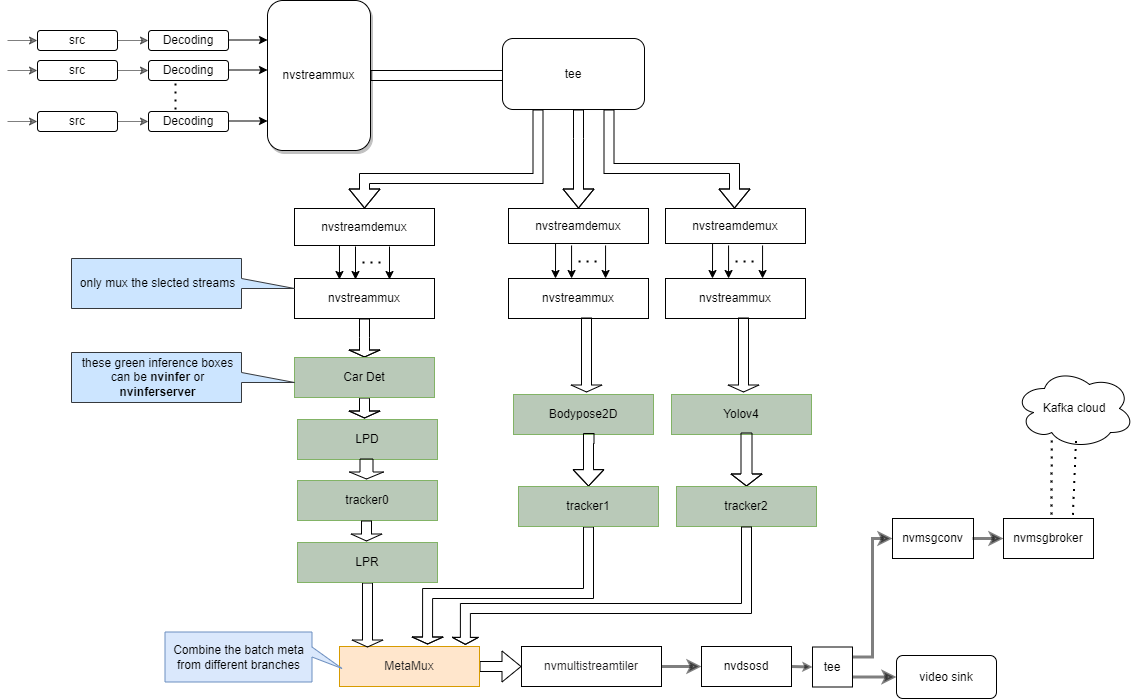 src
Decoding
src
Decoding
src
Decoding
nvstreammux
tee
nvstreamdemux
nvstreamdemux
nvstreamdemux
...
...
...
only mux the slected streams
nvstreammux
nvstreammux
nvstreammux
these green inference boxes
can be nvinfer or
nvinferserver
Car Det
Bodypose2D
Yolov4
Kafka cloud
LPD
tracker0
tracker1
tracker2
LPR
nvmsgconv
nvmsgbroker
Combine the batch meta
from different branches
MetaMux
nvmultistreamtiler
nvdsosd
tee
video sink